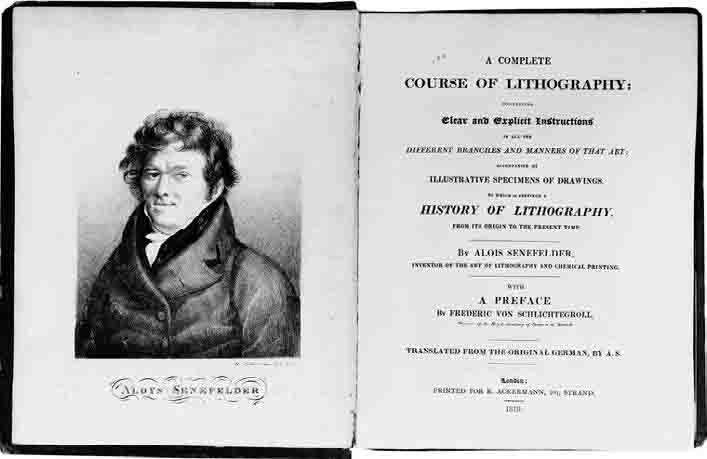 ALOYS SENEFELDER
A COMPLETE
COURSE OF LITHOGRAPHY:
CONTAINING
Clear and Explicit Instructions
IN ALL THE
DIFFERENT BRANCHES AND MANNERS OF THAT ART:
ACCOMPANIED BY
ILLUSTRATIVE SPECIMENS OF DRAWINGS.
TO WHICH IS PREFIXED A
HISTORY OF LITHOGRAPHY,
FROM ITS ORIGIN TO THE PRESENT TIME.
BY ALOIS SENEFELDER,
INVENTOR OF THE ART OF LITHOGRAPHY AND CHEMICAL PRINTING.
WITH
A PREFACE
BY FREDERIC VON SCHLICHTEGROLL,
TRANSLATED FROM THE ORIGINAL GERMAN, BY A. S.
London:
PRINTED FOR R. ACKERMANN, 101, STRAND.
1819.